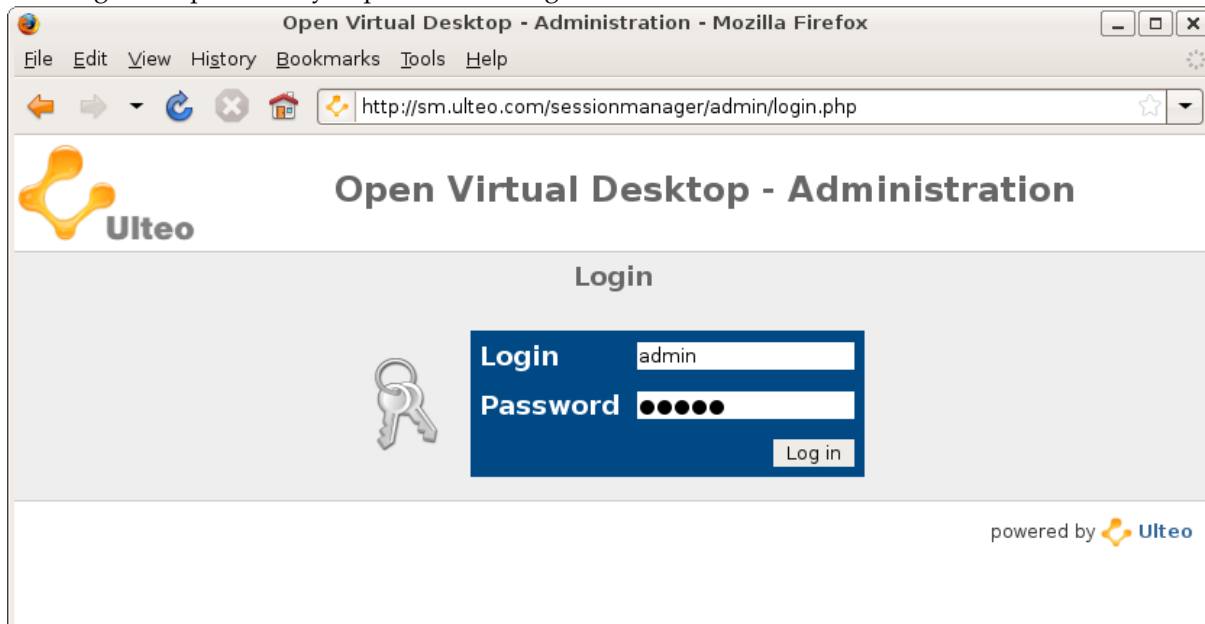 Open Virtual Desktop - Administration - Mozilla Firefox
File Edit View History Bookmarks Tools Help
http://sm.ulteo.com/sessionmanager/admin/login.php
Ulteo
Open Virtual Desktop - Administration
Login
Login admin
Password ●●●●●
Log in
powered by Ulteo